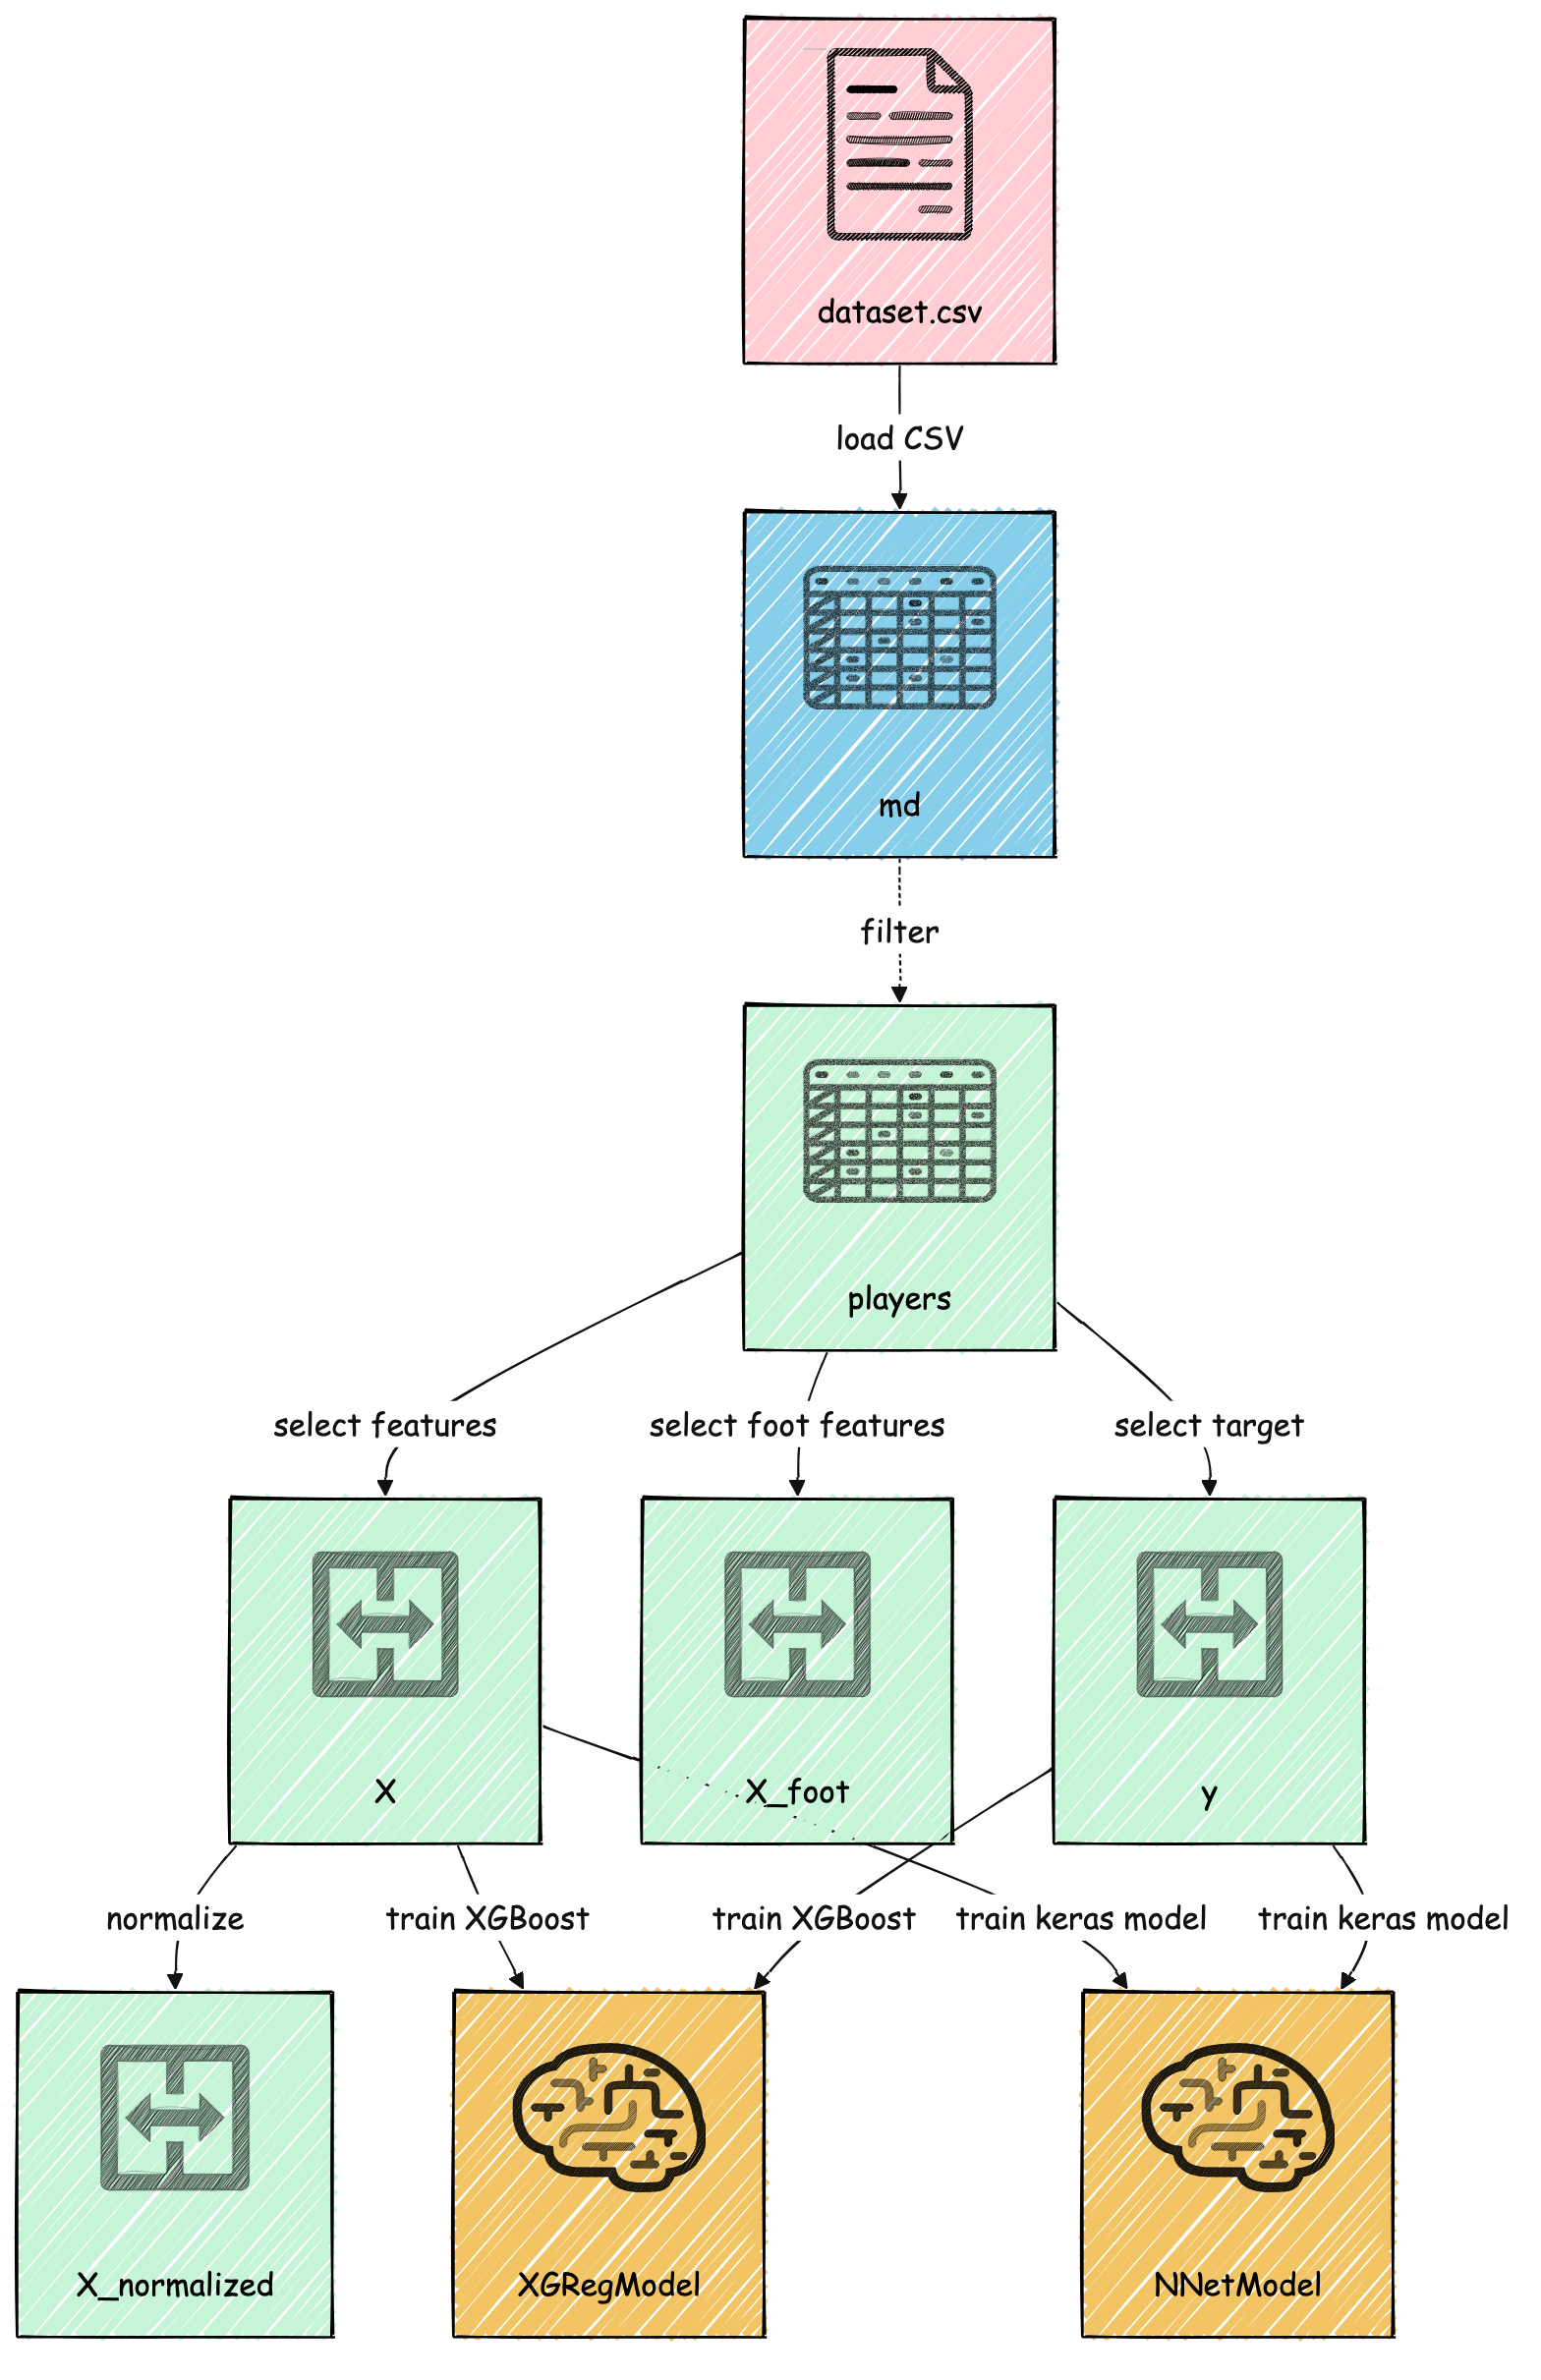 dataset.csv
load CSV
md
filter
players
select features
select foot features
select target
X
X_foot
y
normalize
train XGBoost
train XGBoost
train keras model
train keras model
X_normalized
XGRegModel
NNetModel